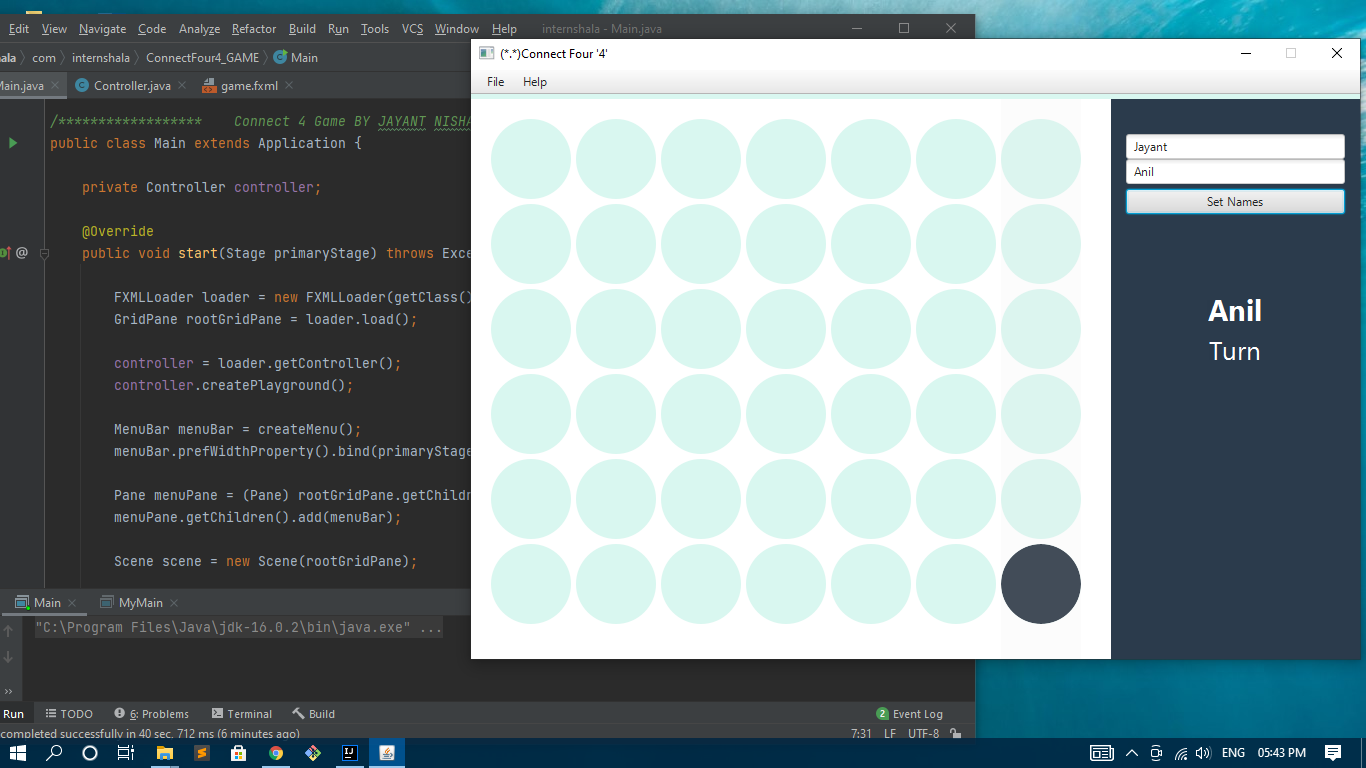 Edit View Navigate Code Analyze Refactor Build Run Tools VCS Window Help internshala - Main.java
ala com internshala ConnectFour4_GAME Main
Main.java Controller.java game.fxml
/****************** Connect 4 Game BY JAYANT NISHA
public class Main extends Application {
private Controller controller;
@Override
public void start(Stage primaryStage) throws Exce
FXMLLoader loader = new FXMLLoader(getClass()
GridPane rootGridPane = loader.load();
controller = loader.getController();
controller.createPlayground();
MenuBar menuBar = createMenu();
menuBar.prefWidthProperty().bind(primaryStage
Pane menuPane = (Pane) rootGridPane.getChildr
menuPane.getChildren().add(menuBar);
Scene scene = new Scene(rootGridPane);
Main MyMain
"C:\Program Files\Java\jdk-16.0.2\bin\java.exe" ...
Run TODO 6: Problems Terminal Build 2 Event Log
completed successfully in 40 sec, 712 ms (6 minutes ago) 7:31 LF UTF-8
(*.*)Connect Four '4'
File Help
Jayant
Anil
Set Names
Anil
Turn
ENG 05:43 PM